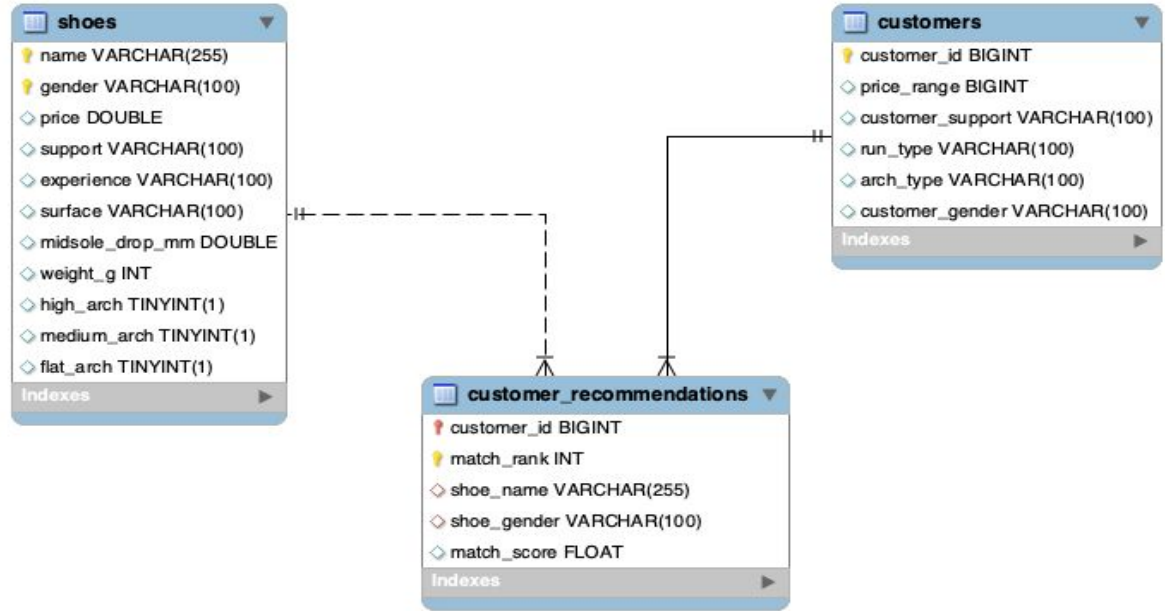 shoes
name VARCHAR(255)
gender VARCHAR(100)
price DOUBLE
support VARCHAR(100)
experience VARCHAR(100)
surface VARCHAR(100)
midsole_drop_mm DOUBLE
weight_g INT
high_arch TINYINT(1)
medium_arch TINYINT(1)
flat_arch TINYINT(1)
Indexes
customers
customer_id BIGINT
price_range BIGINT
customer_support VARCHAR(100)
run_type VARCHAR(100)
arch_type VARCHAR(100)
customer_gender VARCHAR(100)
Indexes
customer_recommendations
customer_id BIGINT
match_rank INT
shoe_name VARCHAR(255)
shoe_gender VARCHAR(100)
match_score FLOAT
Indexes